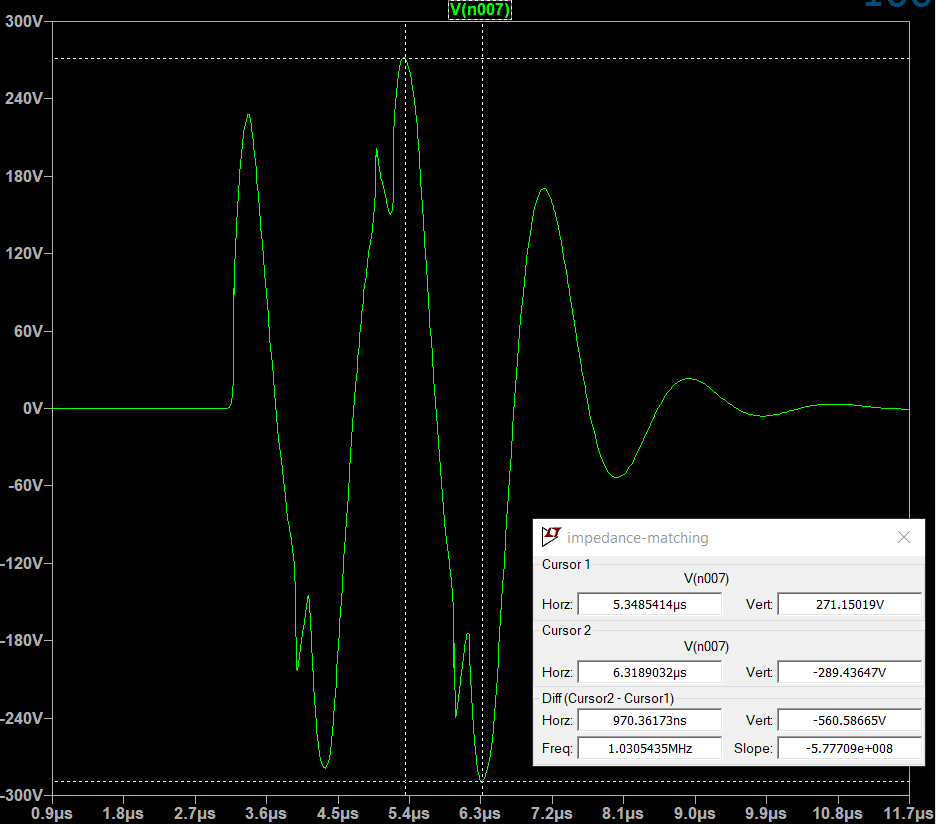 V(n007)
300V
240V
180V
120V
60V
0V
-60V
-120V
-180V
-240V
-300V
0.9µs 1.8µs 2.7µs 3.6µs 4.5µs 5.4µs 6.3µs 7.2µs 8.1µs 9.0µs 9.9µs 10.8µs 11.7µs
impedance-matching
Cursor 1
V(n007)
Horz: 5.3485414µs Vert: 271.15019V
Cursor 2
V(n007)
Horz: 6.3189032µs Vert: -289.43647V
Diff (Cursor2 - Cursor1)
Horz: 970.36173ns Vert: -560.58665V
Freq: 1.0305435MHz Slope: -5.77709e+008